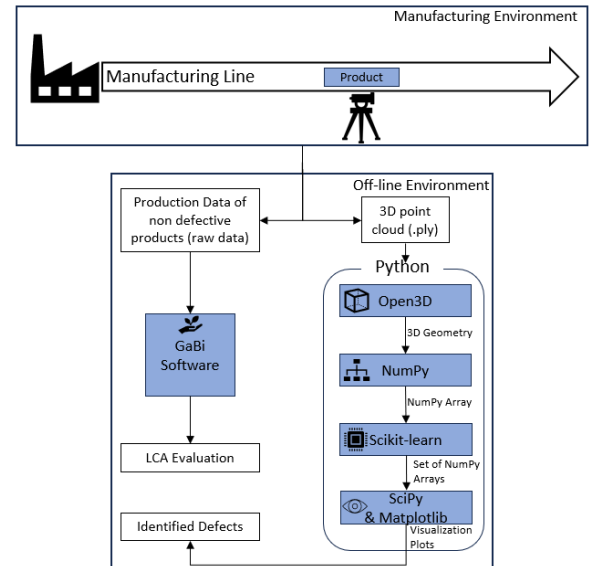 Manufacturing Environment
Manufacturing Line
Product
Off-line Environment
Production Data of
non defective
products (raw data)
3D point
cloud (.ply)
Python
Open3D
3D Geometry
GaBi
Software
NumPy
NumPy Array
Scikit-learn
LCA Evaluation
Set of NumPy
Arrays
SciPy
& Matplotlib
Identified Defects
Visualization
Plots